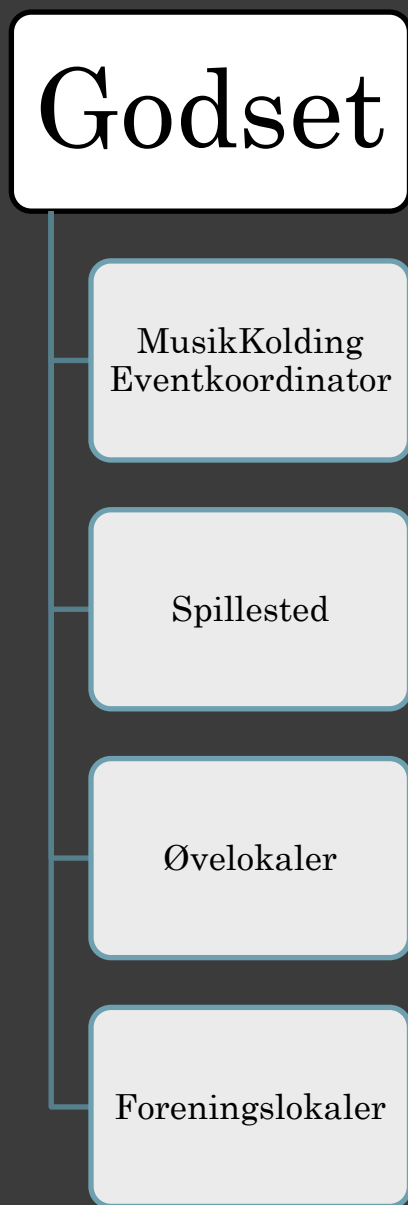 Godset
MusikKolding
Eventkoordinator
Spillested
Øvelokaler
Foreningslokaler